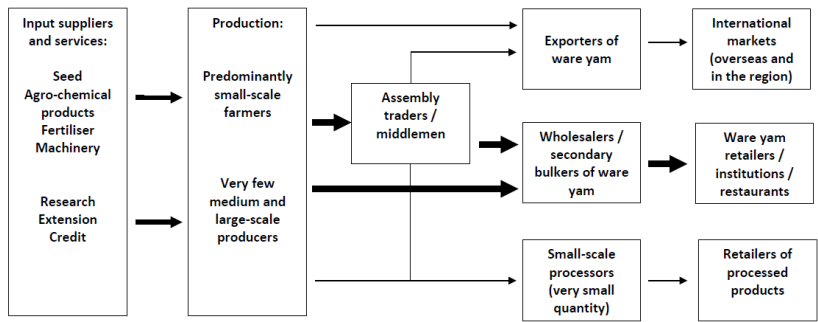 Input suppliers
and services:
Seed
Agro-chemical
products
Fertiliser
Machinery
Research
Extension
Credit
Production:
Predominantly
small-scale
farmers
Very few
medium and
large-scale
producers
Assembly
traders /
middlemen
Exporters of
ware yam
Wholesalers /
secondary
bulkers of ware
yam
Small-scale
processors
(very small
quantity)
International
markets
(overseas and
in the region)
Ware yam
retailers /
institutions /
restaurants
Retailers of
processed
products